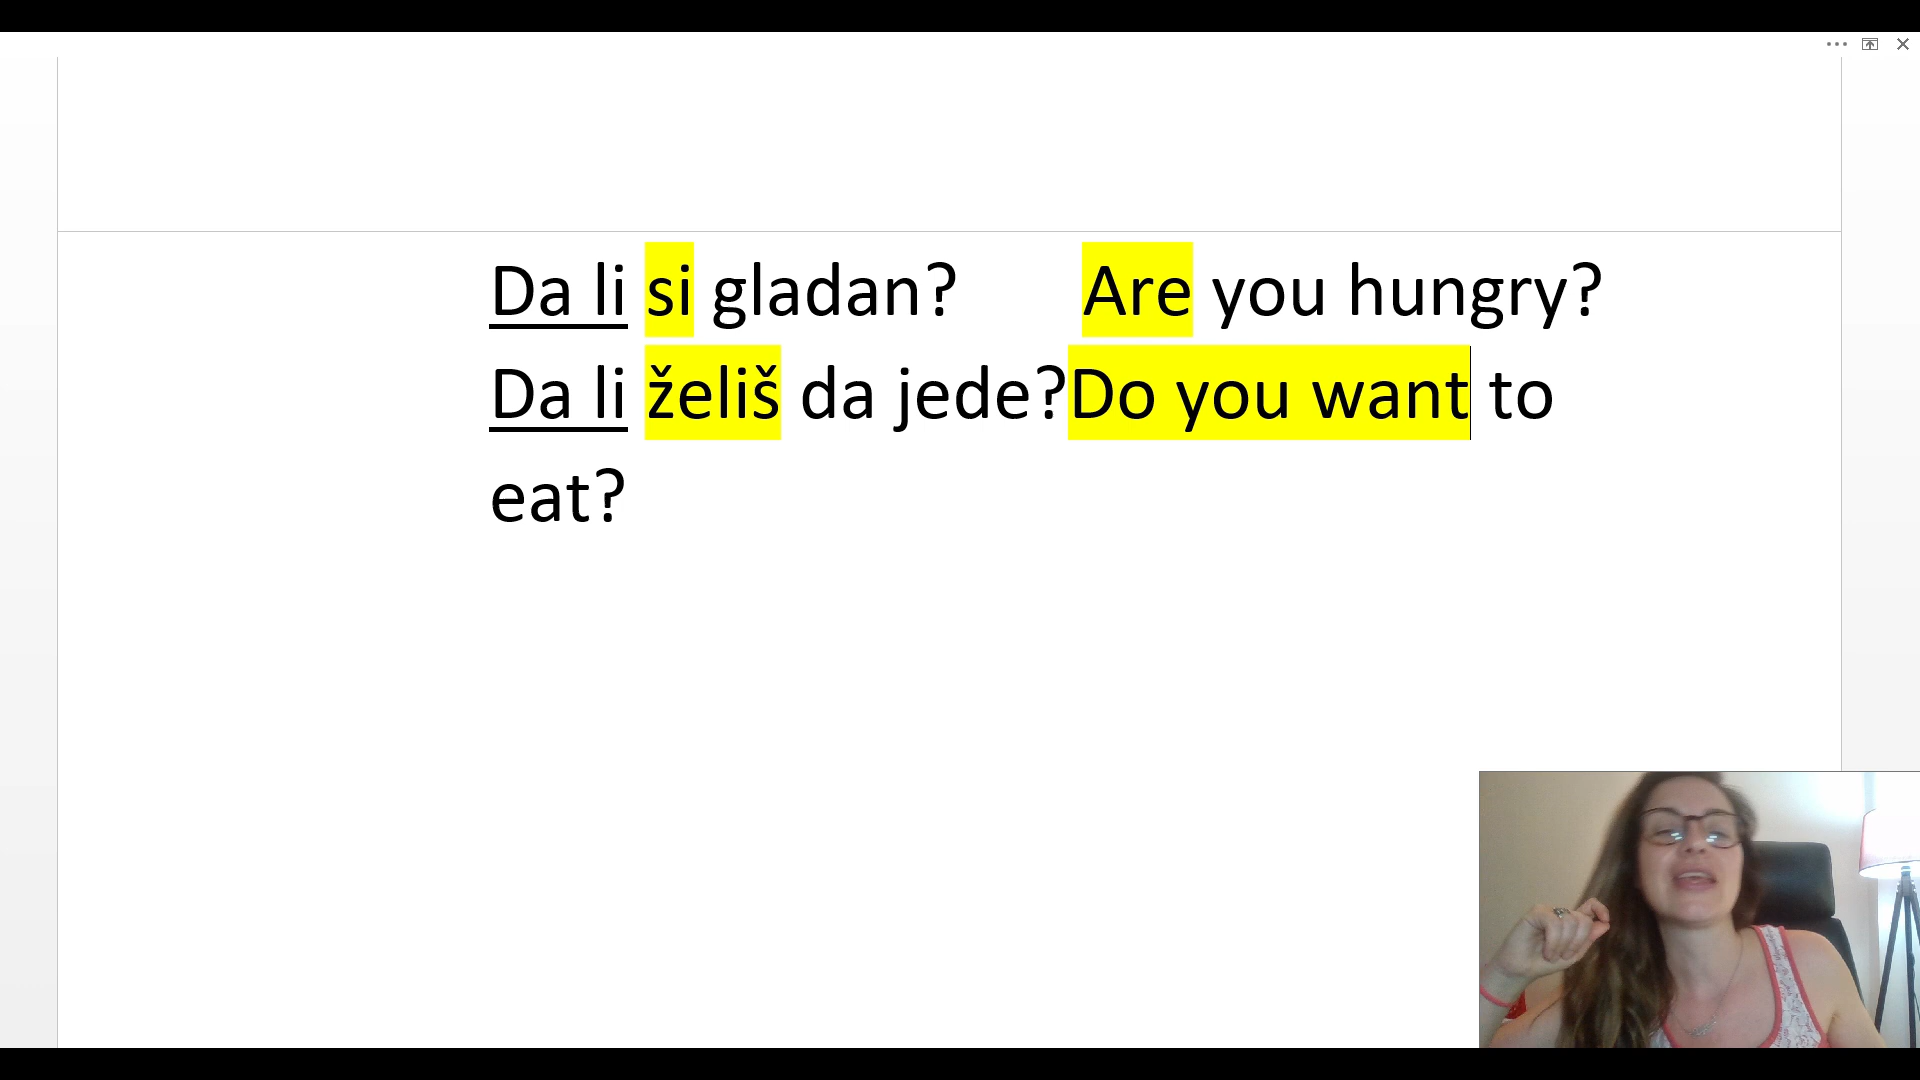 Da li si gladan? Are you hungry?
Da li želiš da jede?Do you want to
eat?